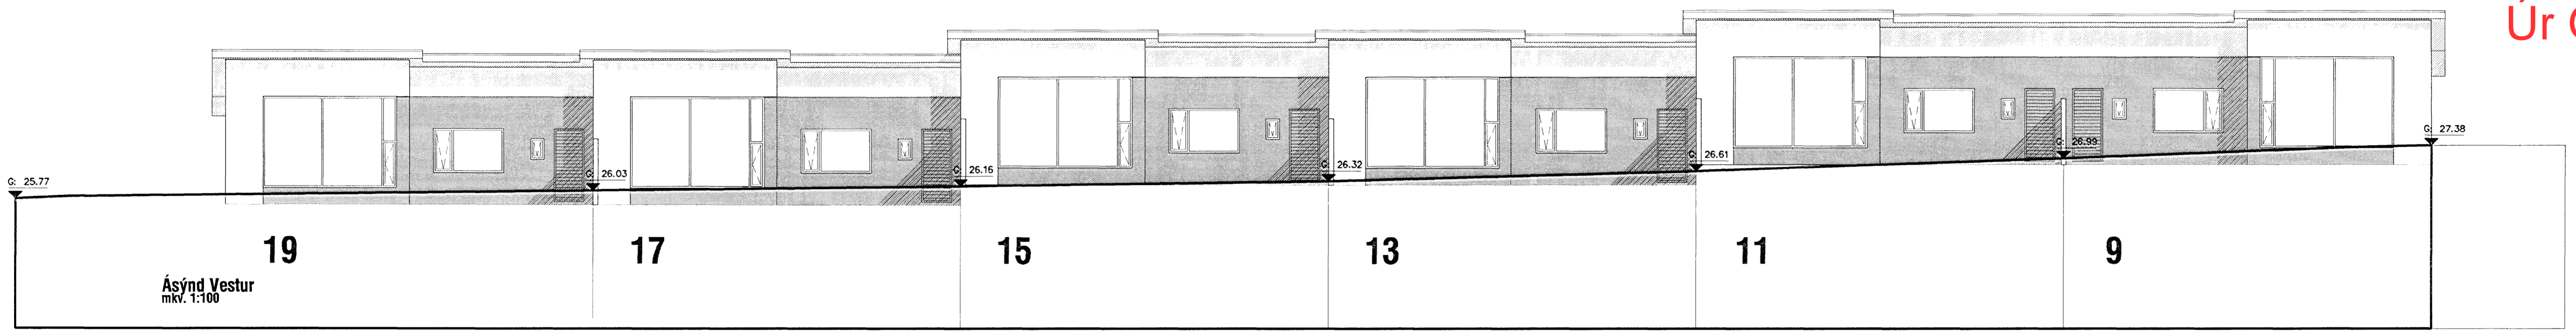 Úr
G: 27.38
G: 26.99
G: 26.61
G: 26.32
G: 26.16
G: 26.03
G: 25.77
19
17
15
13
11
9
Ásýnd Vestur
mkv. 1:100